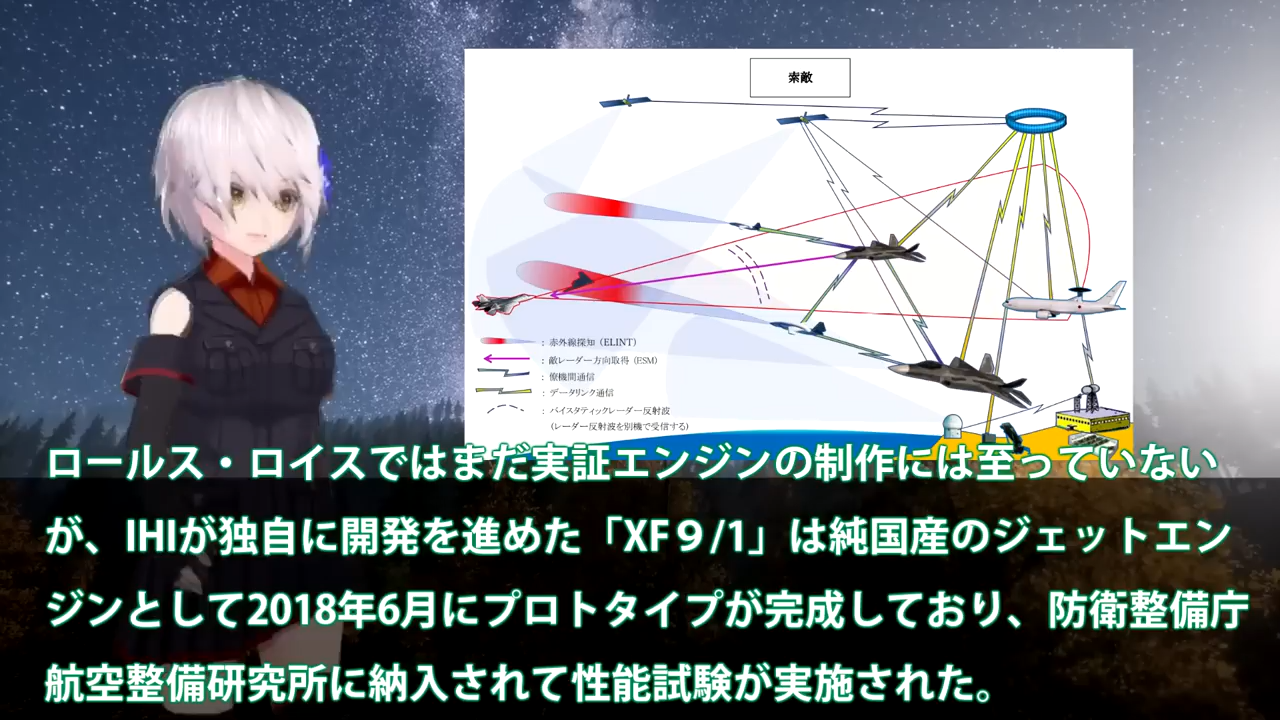 索敵
: 赤外線探知 (ELINT)
: 敵レーダー方向取得 (ESM)
: 僚機間通信
: データリンク通信
: バイスタティックレーダー反射波
(レーダー反射波を別機で受信する)
ロールス・ロイスではまだ実証エンジンの制作には至っていない
が、IHIが独自に開発を進めた「XF９/1」は純国産のジェットエン
ジンとして2018年6月にプロトタイプが完成しており、防衛整備庁
航空整備研究所に納入されて性能試験が実施された。